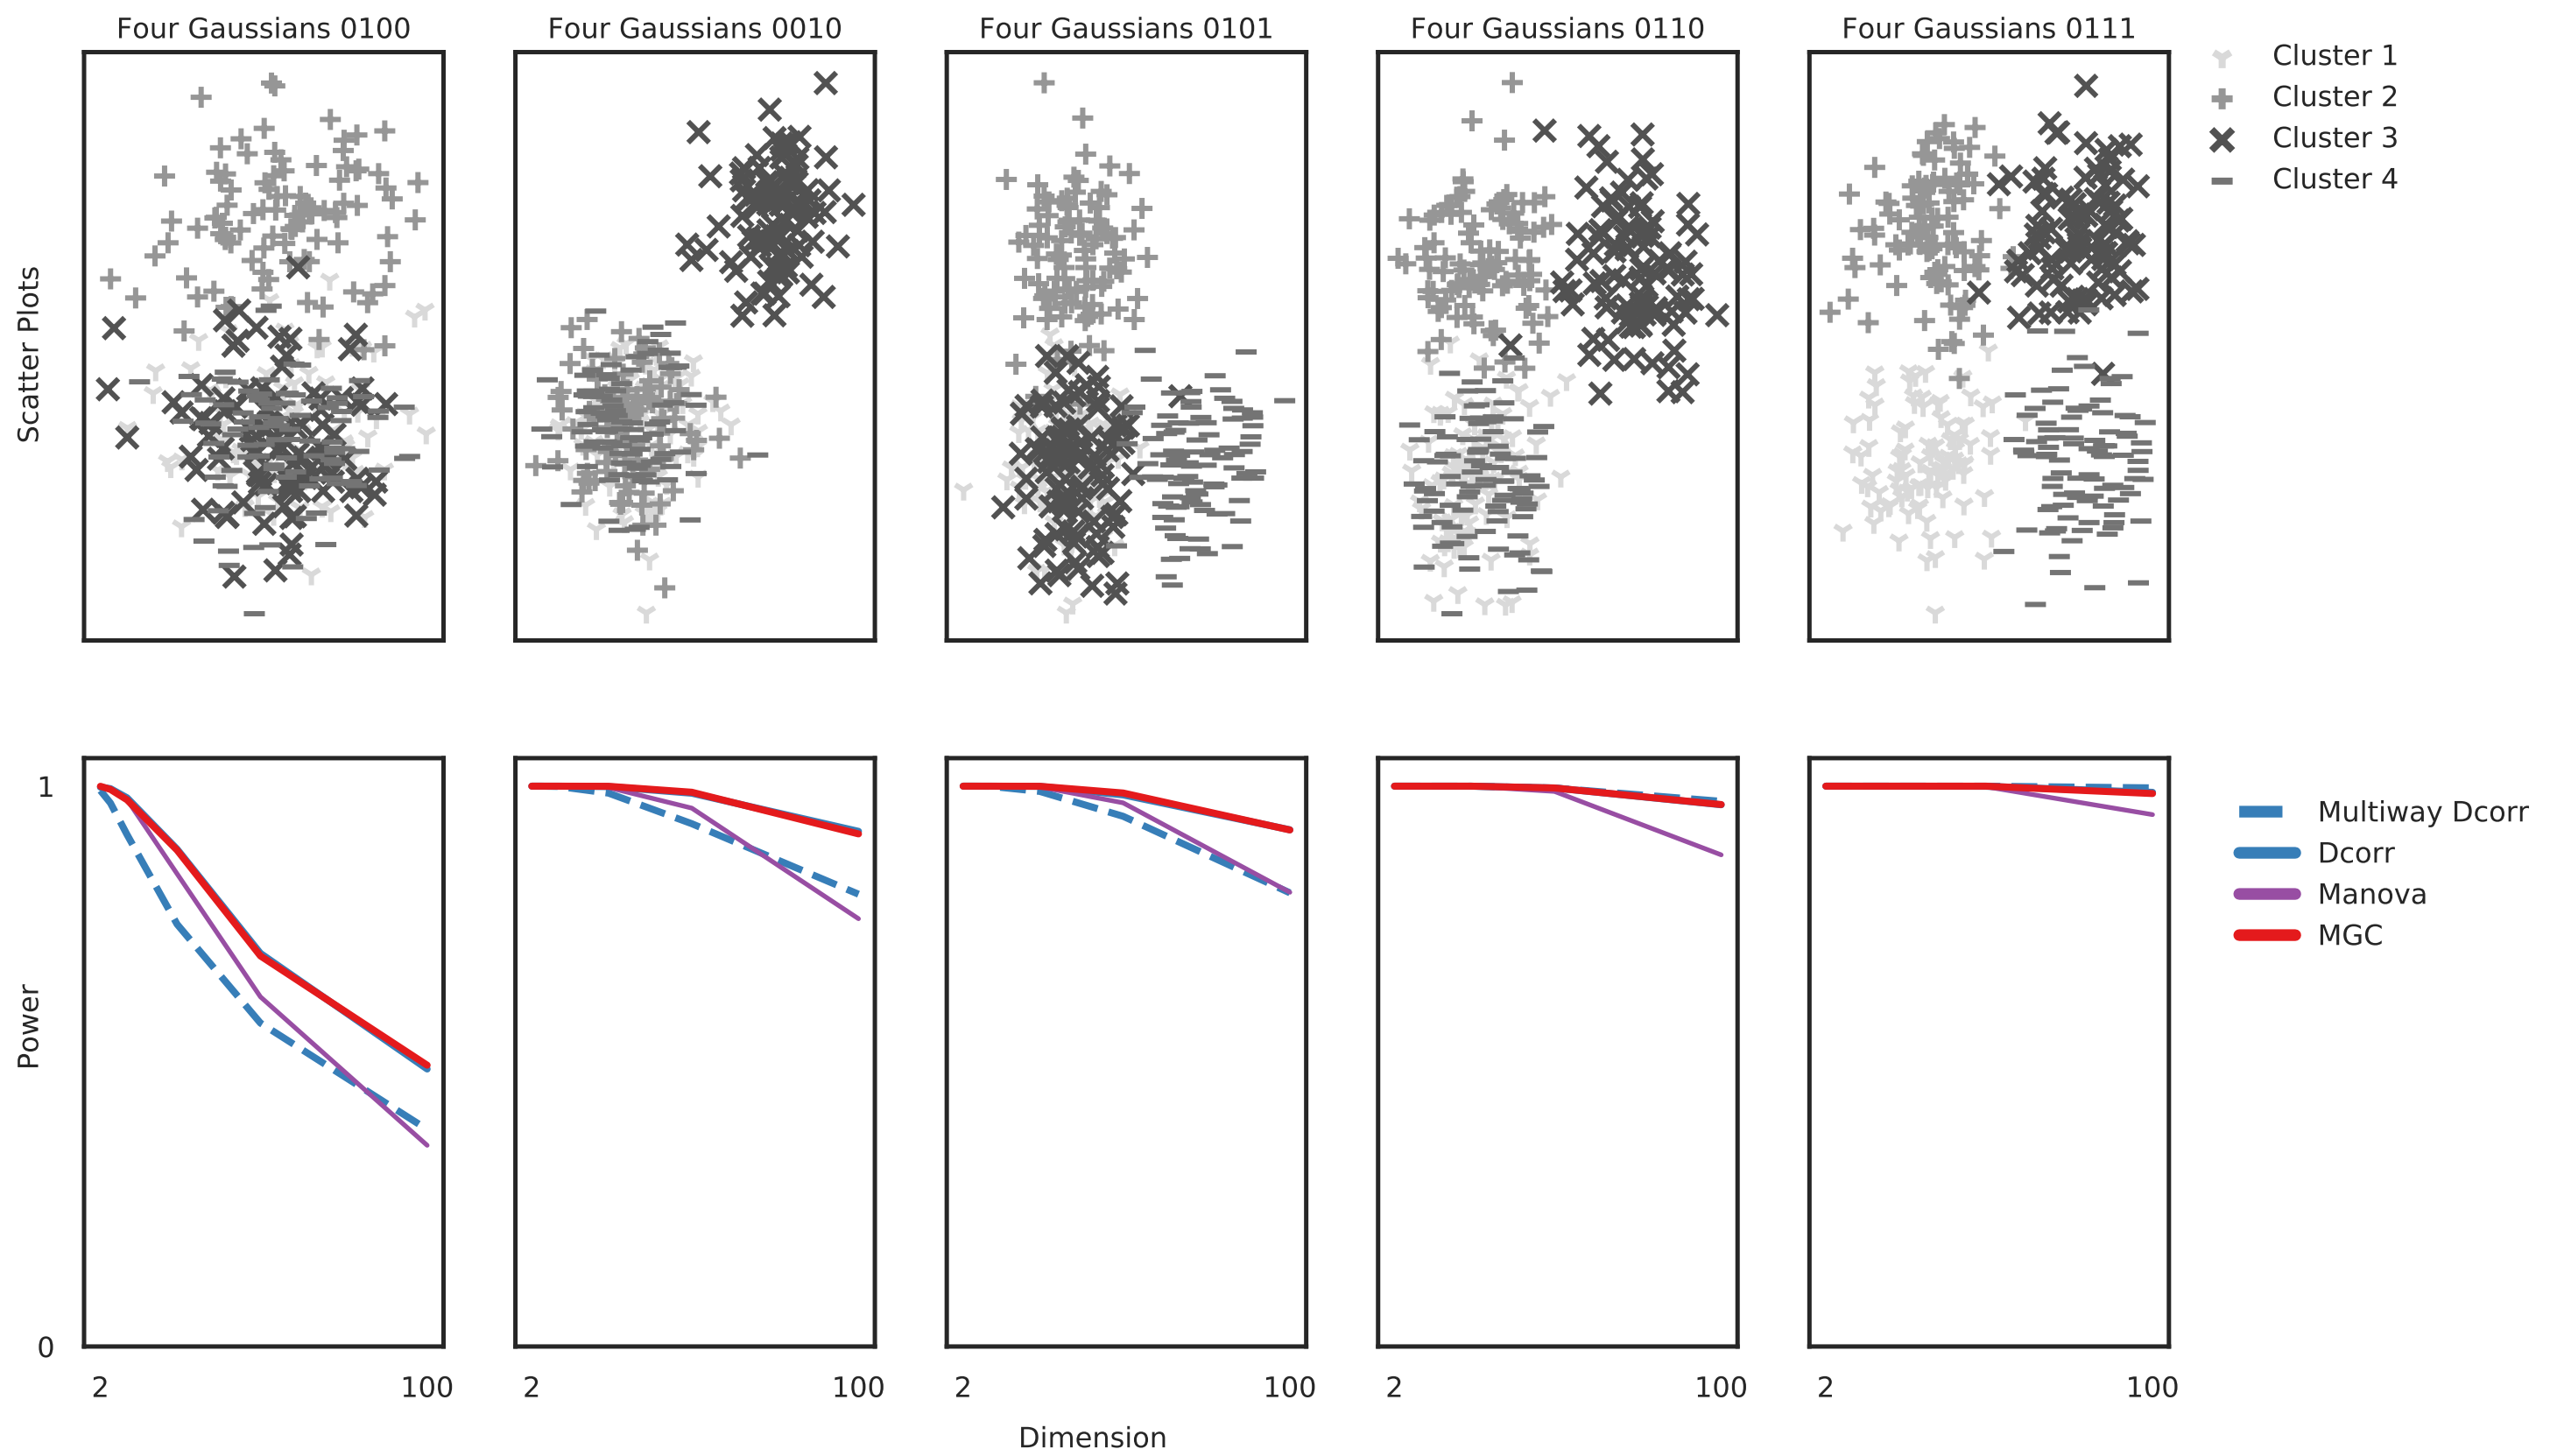 Four Gaussians 0100
Four Gaussians 0010
Four Gaussians 0101
Four Gaussians 0110
Four Gaussians 0111
Cluster 1
Cluster 2
Cluster 3
Cluster 4
Scatter Plots
Multiway Dcorr
Dcorr
Manova
MGC
Power
1
0
2 100
2 100
2 100
2 100
2 100
Dimension